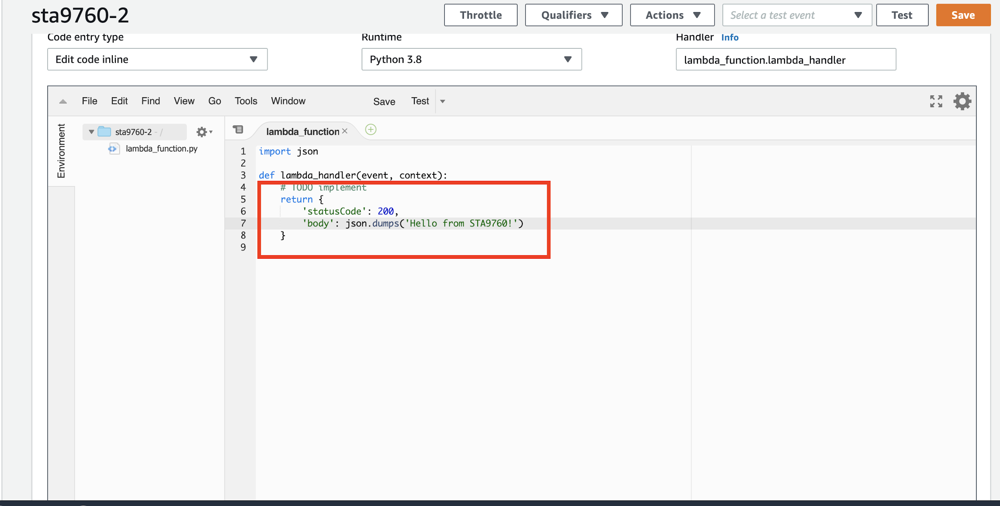 sta9760-2
Throttle
Qualifiers
Actions
Select a test event
Test
Save
Code entry type
Runtime
Handler Info
Edit code inline
Python 3.8
lambda_function.lambda_handler
File Edit Find View Go Tools Window Save Test
Environment
sta9760-2 - /
lambda_function.py
lambda_function
1 import json
2
3 def lambda_handler(event, context):
4     # TODO implement
5     return {
6         'statusCode': 200,
7         'body': json.dumps('Hello from STA9760!')
8     }
9